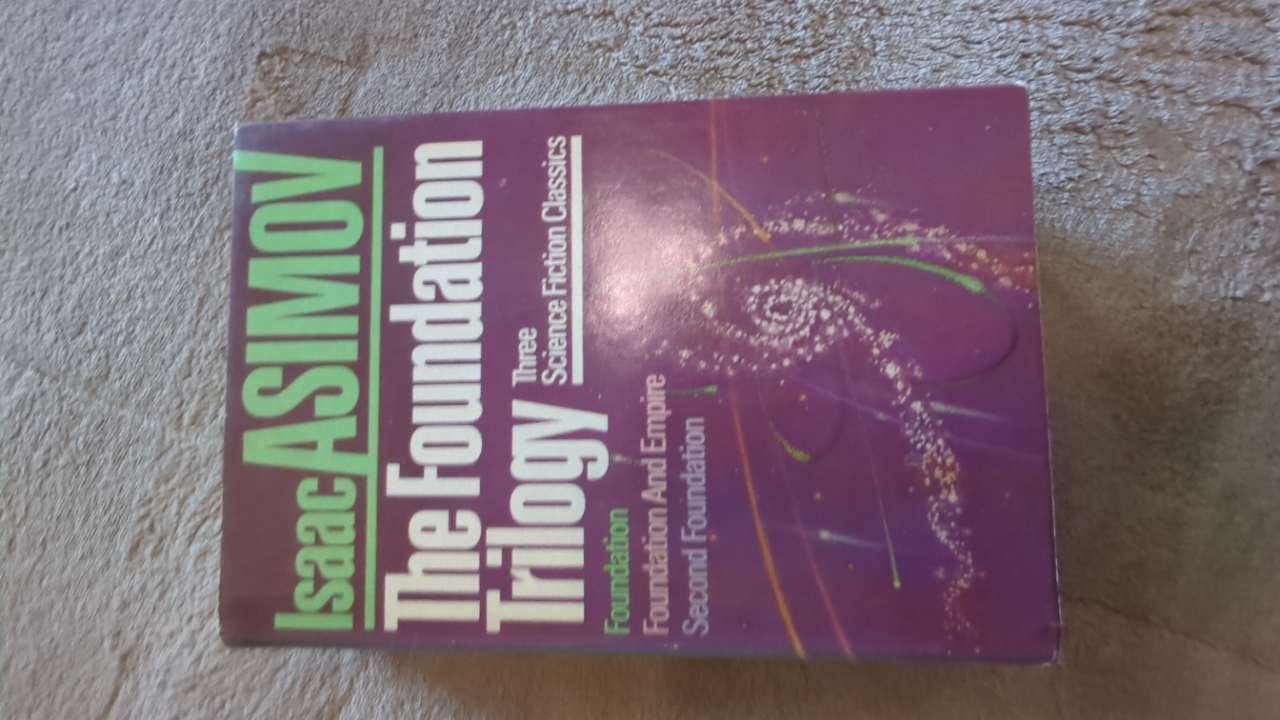 Isaac ASIMOV
The Foundation
Trilogy
Three
Science Fiction Classics
Foundation
Foundation And Empire
Second Foundation